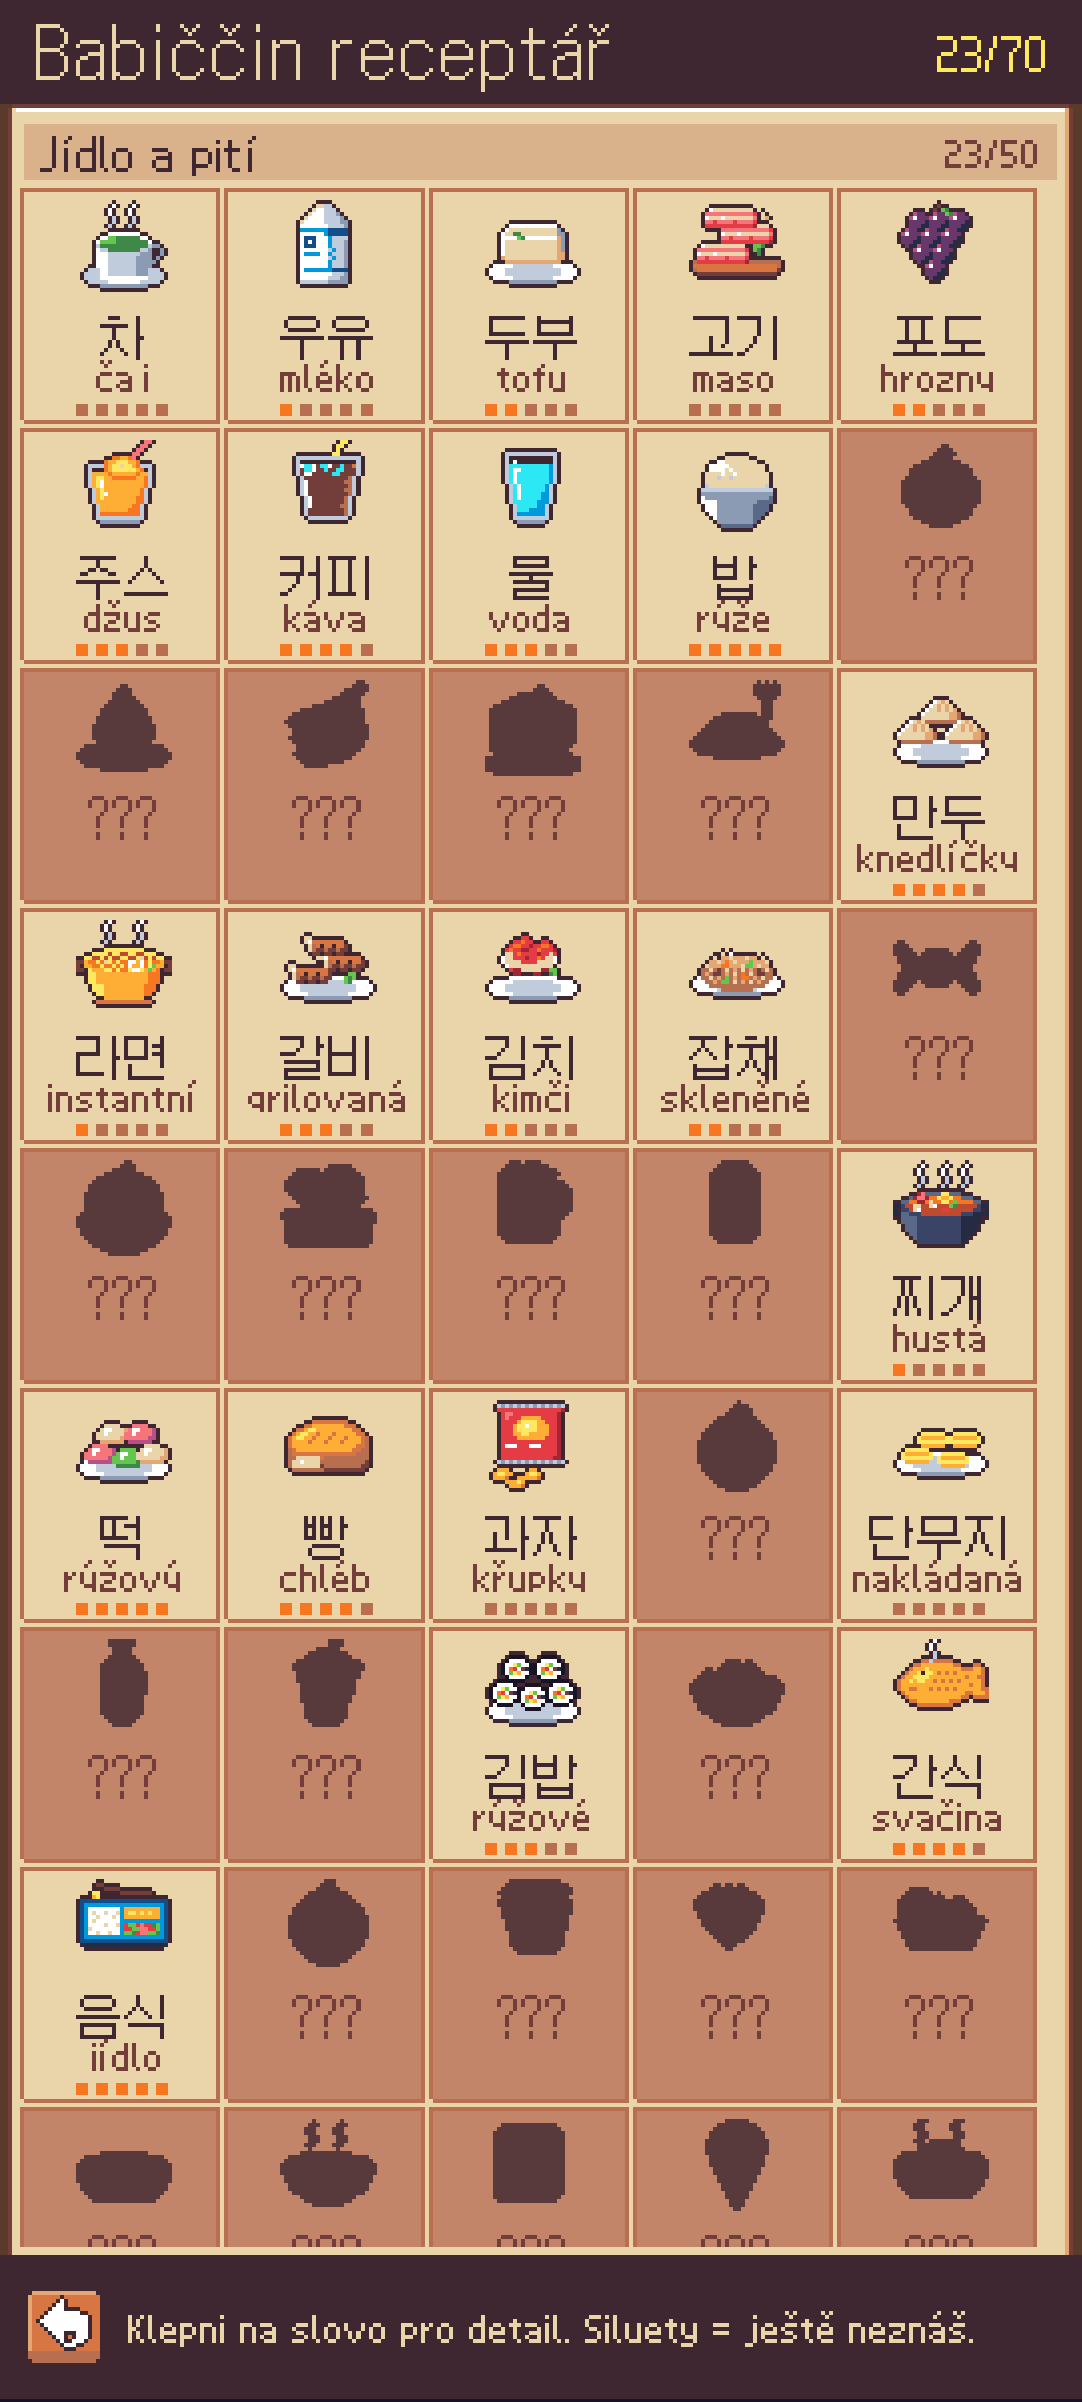 Babiččin receptář
23/70
Jídlo a pití
23/50
차
čaj
우유
mléko
두부
tofu
고기
maso
포도
hrozny
주스
džus
커피
káva
물
voda
밥
rýže
???
???
???
???
???
만두
knedlíčky
라면
instantní
갈비
grilovaná
김치
kimči
잡채
skleněné
???
???
???
???
???
찌개
hustá
떡
rýžový
빵
chléb
과자
křupky
???
단무지
nakládaná
???
???
김밥
rýžové
???
간식
svačina
음식
jídlo
???
???
???
???
???
???
???
???
???
Klepni na slovo pro detail. Siluety = ještě neznáš.